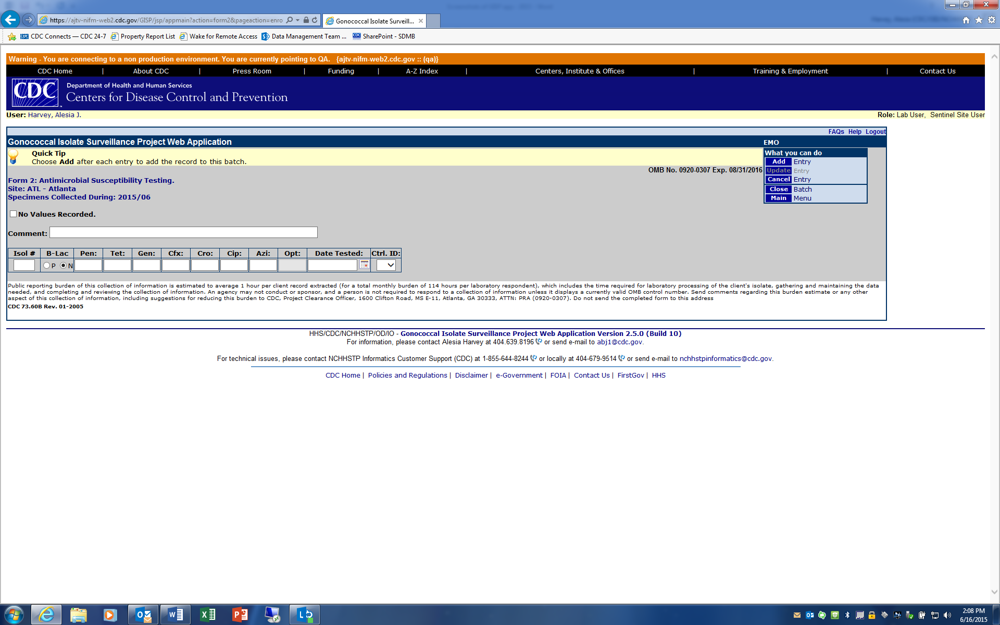 https://ajtv-nifm-web2.cdc.gov/GISP/jsp/appmain?action=form2&pageaction=enro
Gonococcal Isolate Surveill...
CDC Connects — CDC 24-7 Property Report List Wake for Remote Access Data Management Team ... SharePoint - SDMB
Warning - You are connecting to a non production environment. You are currently pointing to QA. {ajtv-nifm-web2.cdc.gov :: (qa)}
CDC Home | About CDC | Press Room | Funding | A-Z Index | Centers, Institute & Offices | Training & Employment | Contact Us
CDC
Department of Health and Human Services
Centers for Disease Control and Prevention
User: Harvey, Alesia J. Role: Lab User, Sentinel Site User
FAQs Help Logout
Gonococcal Isolate Surveillance Project Web Application EMO
Quick Tip
Choose Add after each entry to add the record to this batch.
What you can do
Add Entry
Update Entry
Cancel Entry
Close Batch
Main Menu
OMB No. 0920-0307 Exp. 08/31/2016
Form 2: Antimicrobial Susceptibility Testing.
Site: ATL - Atlanta
Specimens Collected During: 2015/06
No Values Recorded.
Comment:
Isol # B-Lac Pen: Tet: Gen: Cfx: Cro: Cip: Azi: Opt: Date Tested: Ctrl. ID:
P N
Public reporting burden of this collection of information is estimated to average 1 hour per client record extracted (for a total monthly burden of 114 hours per laboratory respondent), which includes the time required for laboratory processing of the client's isolate, gathering and maintaining the data
needed, and completing and reviewing the collection of information. An agency may not conduct or sponsor, and a person is not required to respond to a collection of information unless it displays a currently valid OMB control number. Send comments regarding this burden estimate or any other
aspect of this collection of information, including suggestions for reducing this burden to CDC, Project Clearance Officer, 1600 Clifton Road, MS E-11, Atlanta, GA 30333, ATTN: PRA (0920-0307). Do not send the completed form to this address
CDC 73.60B Rev. 01-2005
HHS/CDC/NCHHSTP/OD/IO - Gonococcal Isolate Surveillance Project Web Application Version 2.5.0 (Build 10)
For information, please contact Alesia Harvey at 404.639.8196 or send e-mail to abj1@cdc.gov.
For technical issues, please contact NCHHSTP Informatics Customer Support (CDC) at 1-855-644-8244 or locally at 404-679-9514 or send e-mail to nchhstpinformatics@cdc.gov.
CDC Home | Policies and Regulations | Disclaimer | e-Government | FOIA | Contact Us | FirstGov | HHS
2:08 PM
6/16/2015